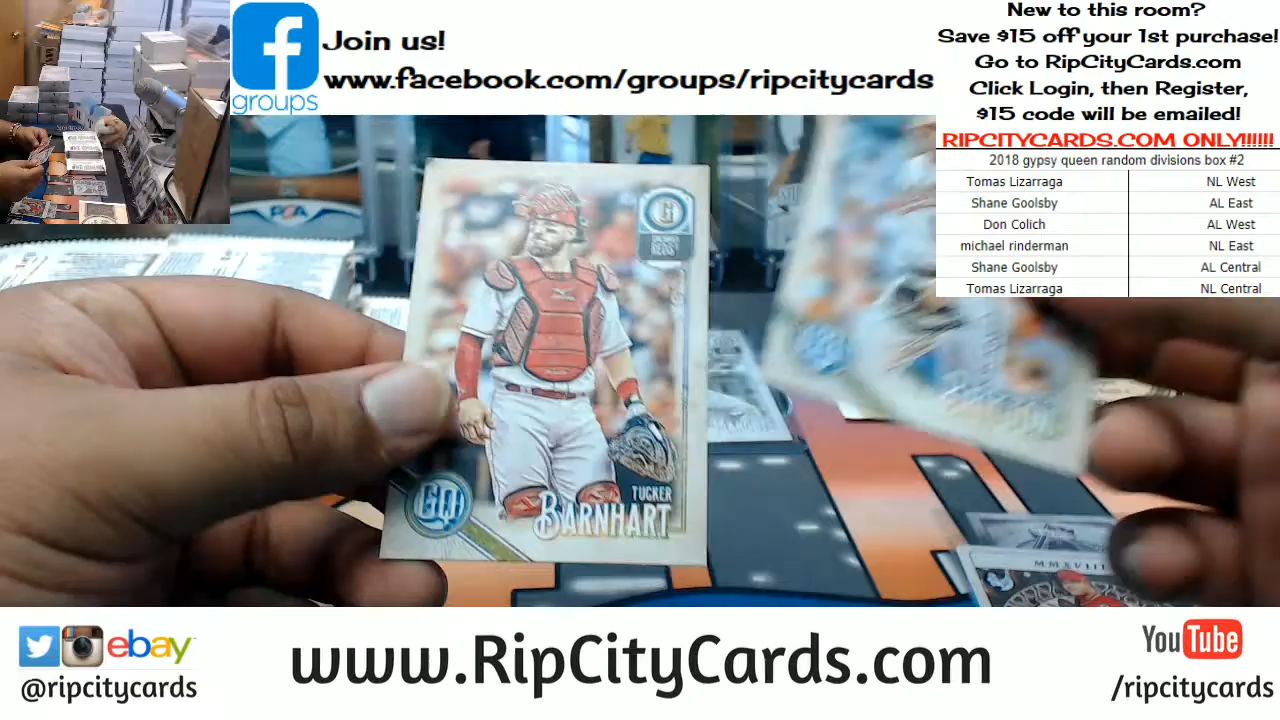 Join us!
www.facebook.com/groups/ripcitycards
groups
New to this room?
Save $15 off your 1st purchase!
Go to RipCityCards.com
Click Login, then Register,
$15 code will be emailed!
RIPCITYCARDS.COM ONLY!!!!!!
2018 gypsy queen random divisions box #2
Tomas Lizarraga NL West
Shane Goolsby AL East
Don Colich AL West
michael rinderman NL East
Shane Goolsby AL Central
Tomas Lizarraga NL Central
PSA
REDS
GQ
TUCKER
BARNHART
MMXVIII
ebay
@ripcitycards
www.RipCityCards.com
YouTube
/ripcitycards